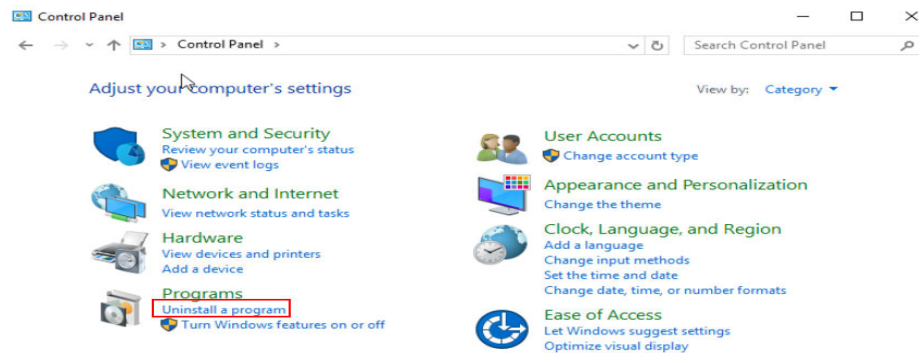 Control Panel
Control Panel
Search Control Panel
Adjust your computer's settings
View by: Category
System and Security
Review your computer's status
View event logs
Network and Internet
View network status and tasks
Hardware
View devices and printers
Add a device
Programs
Uninstall a program
Turn Windows features on or off
User Accounts
Change account type
Appearance and Personalization
Change the theme
Clock, Language, and Region
Add a language
Change input methods
Set the time and date
Change date, time, or number formats
Ease of Access
Let Windows suggest settings
Optimize visual display